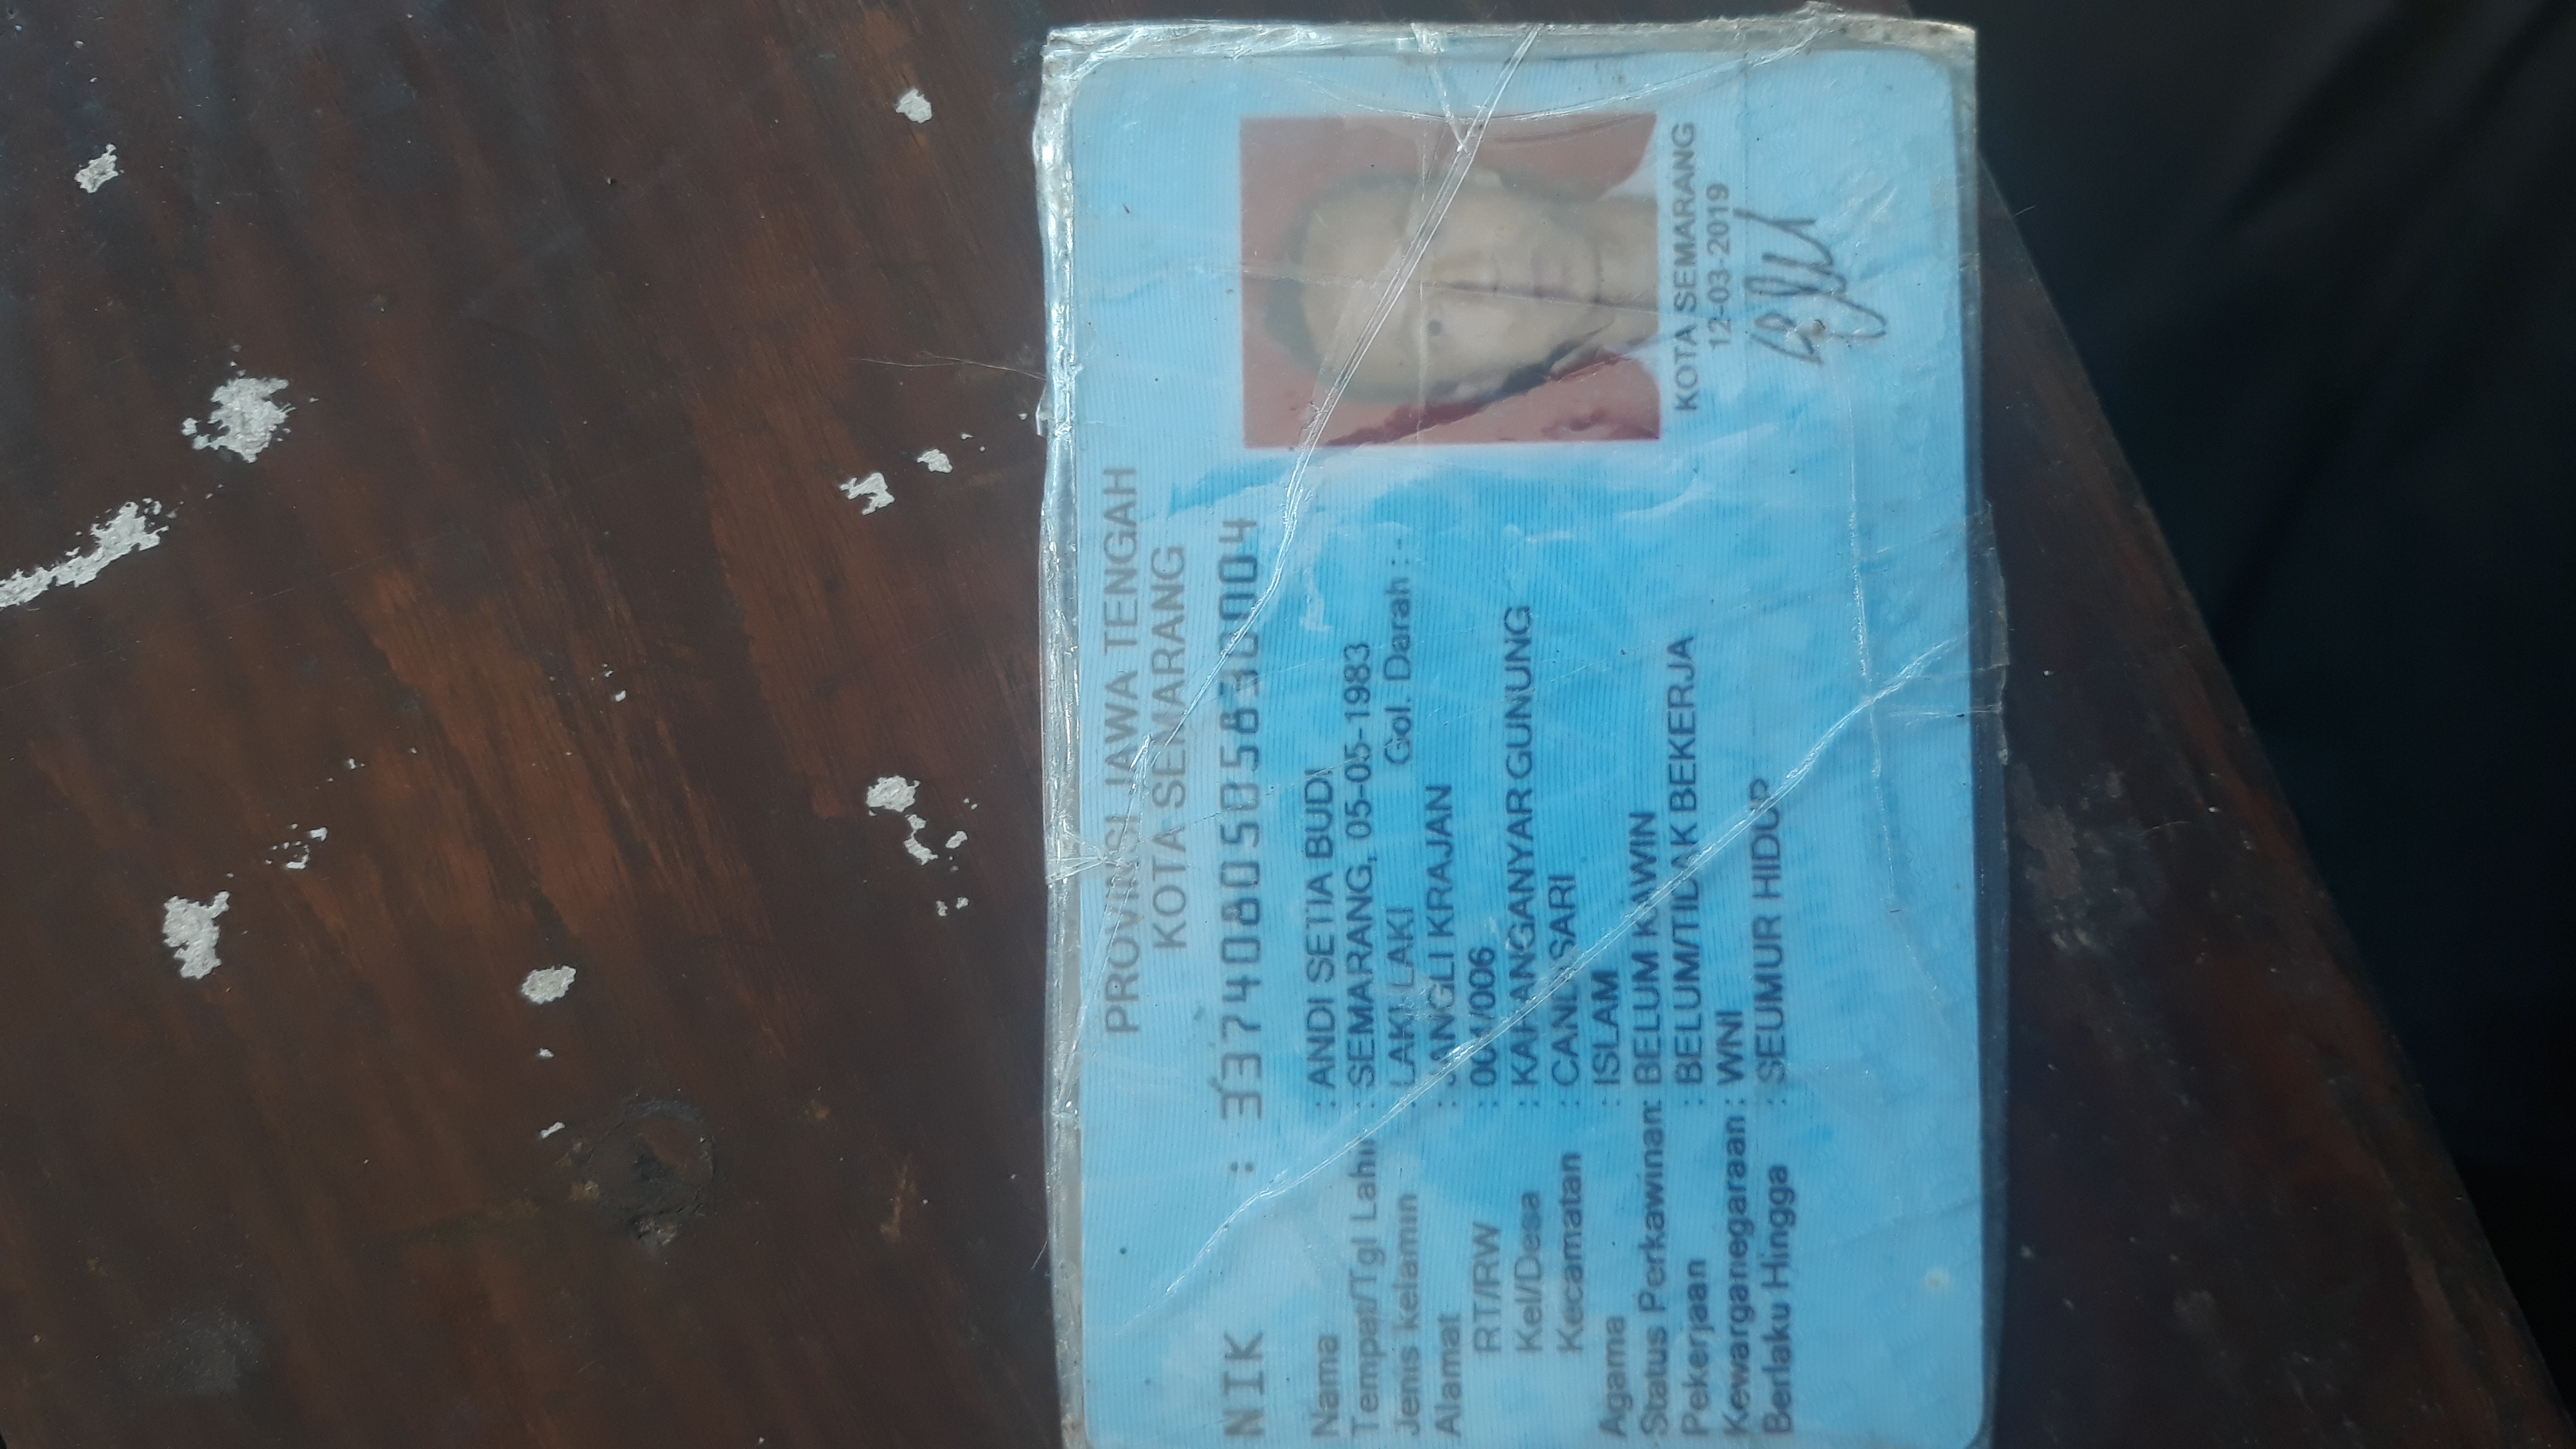 PROVINSI JAWA TENGAH
KOTA SEMARANG
NIK : 3374080505830004
Nama : ANDI SETIA BUDI
Tempat/Tgl Lahir : SEMARANG, 05-05-1983
Jenis kelamin : LAKI-LAKI Gol. Darah : -
Alamat : JANGLI KRAJAN
RT/RW : 001/006
Kel/Desa : KARANGANYAR GUNUNG
Kecamatan : CANDISARI
Agama : ISLAM
Status Perkawinan: BELUM KAWIN
Pekerjaan : BELUM/TIDAK BEKERJA
Kewarganegaraan : WNI
Berlaku Hingga : SEUMUR HIDUP
KOTA SEMARANG
12-03-2019